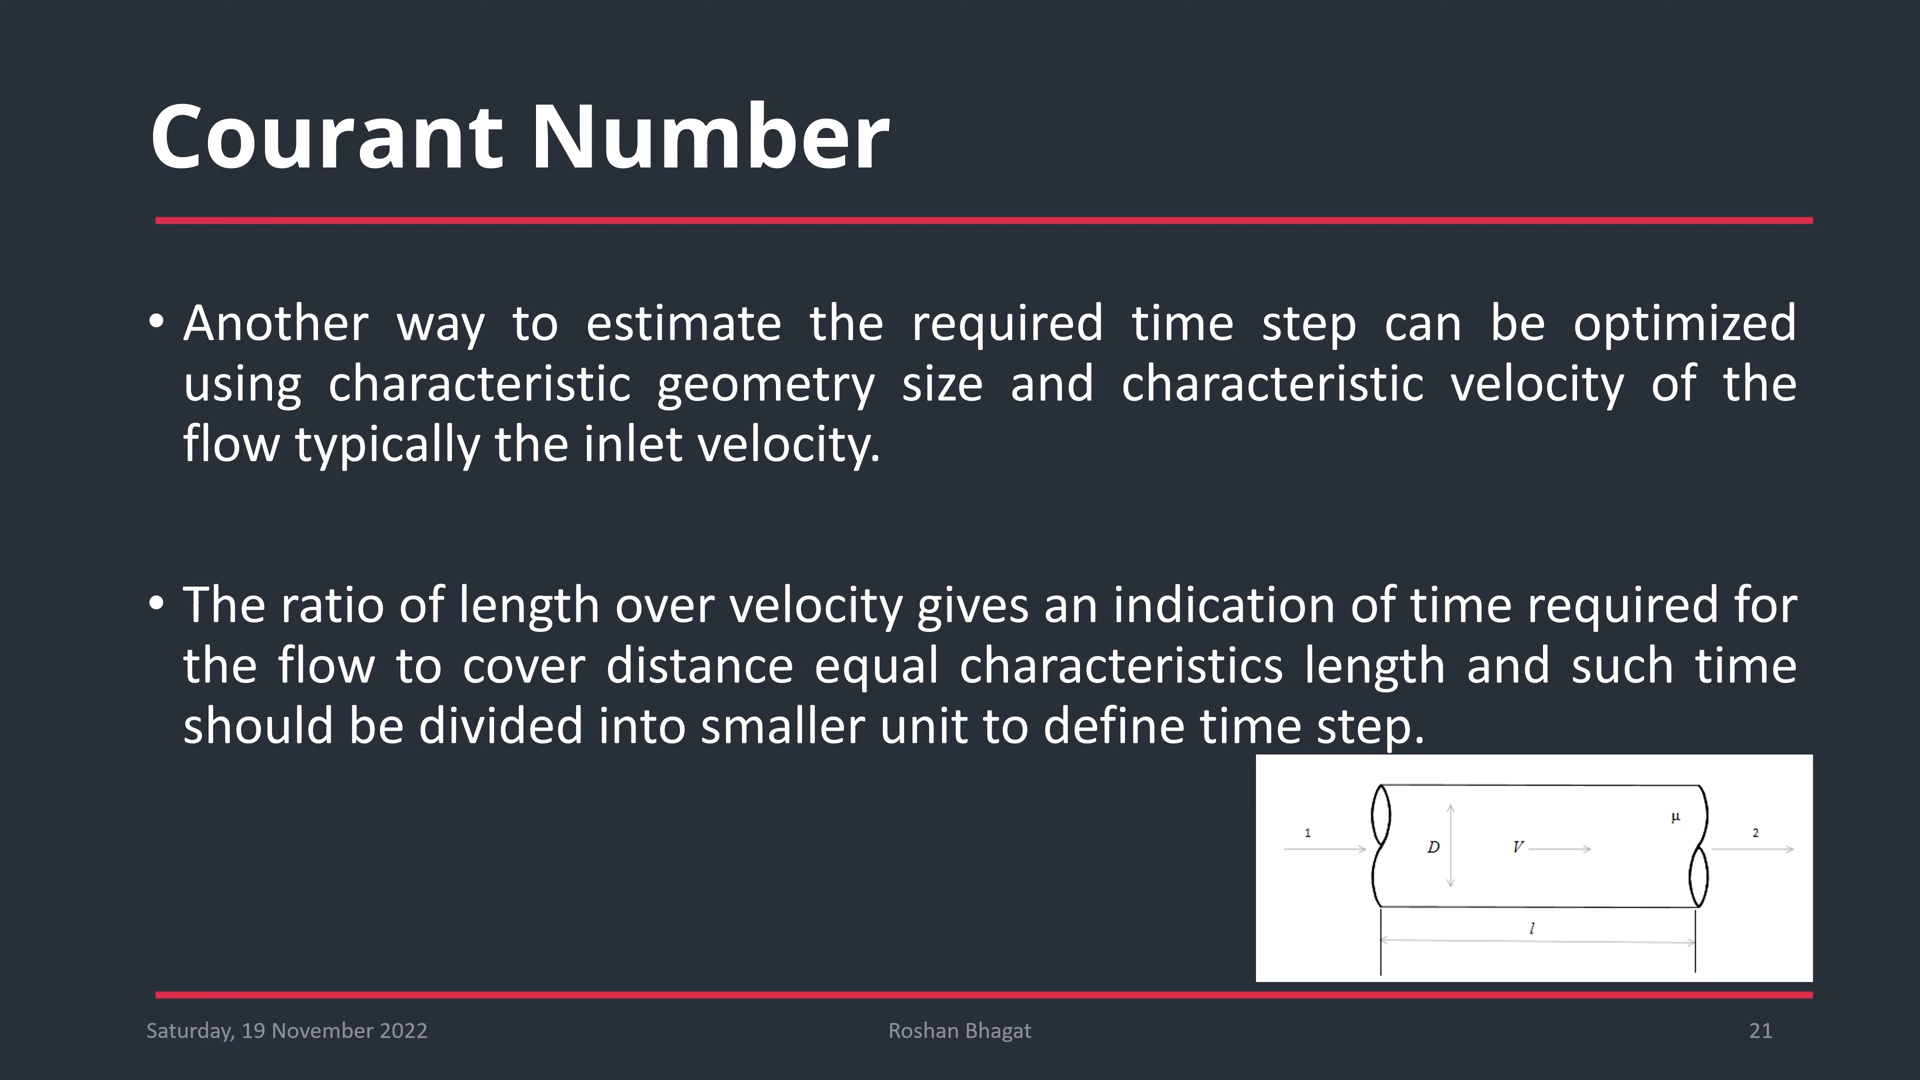 Courant Number
• Another way to estimate the required time step can be optimized
using characteristic geometry size and characteristic velocity of the
flow typically the inlet velocity.
• The ratio of length over velocity gives an indication of time required for
the flow to cover distance equal characteristics length and such time
should be divided into smaller unit to define time step.
1
D
V
μ
2
l
Saturday, 19 November 2022
Roshan Bhagat
21